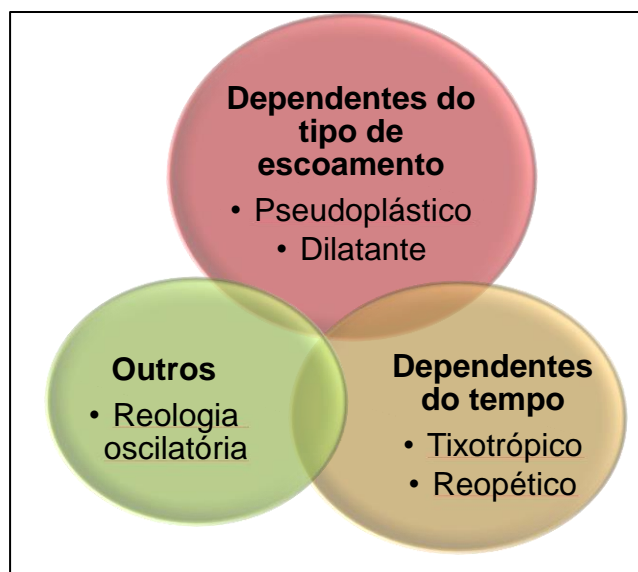 Dependentes do
tipo de
escoamento
• Pseudoplástico
• Dilatante
Outros
• Reologia
oscilatória
Dependentes
do tempo
• Tixotrópico
• Reopético